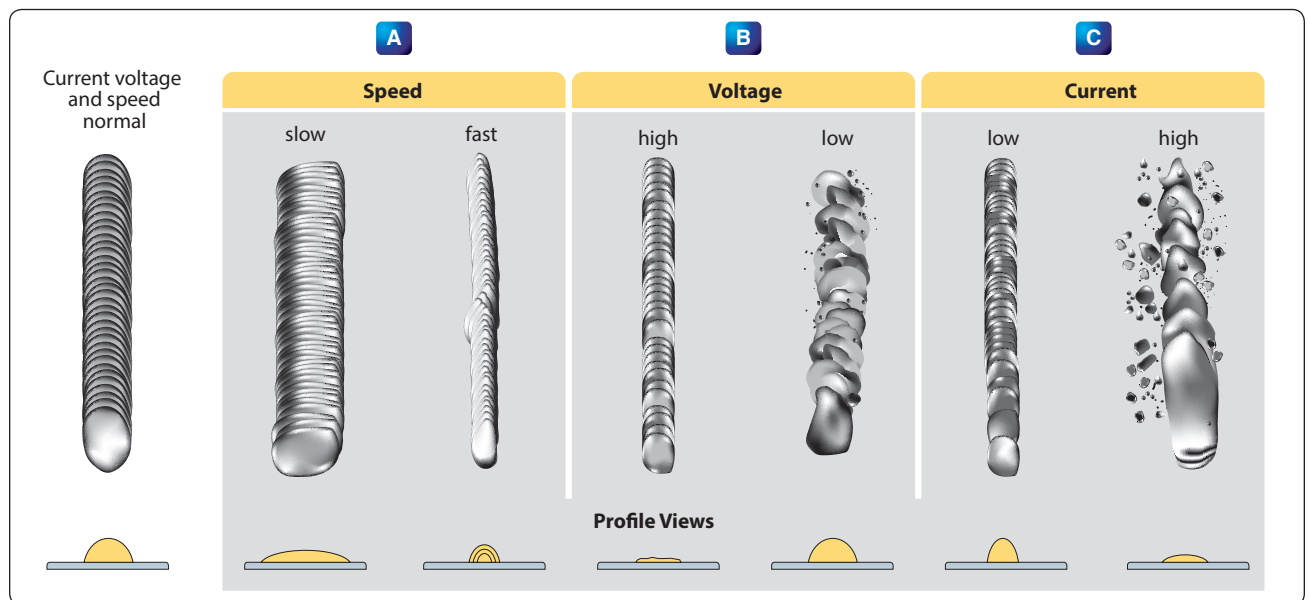 A
B
C
Current voltage
and speed
normal
Speed
Voltage
Current
slow
fast
high
low
low
high
Profile Views